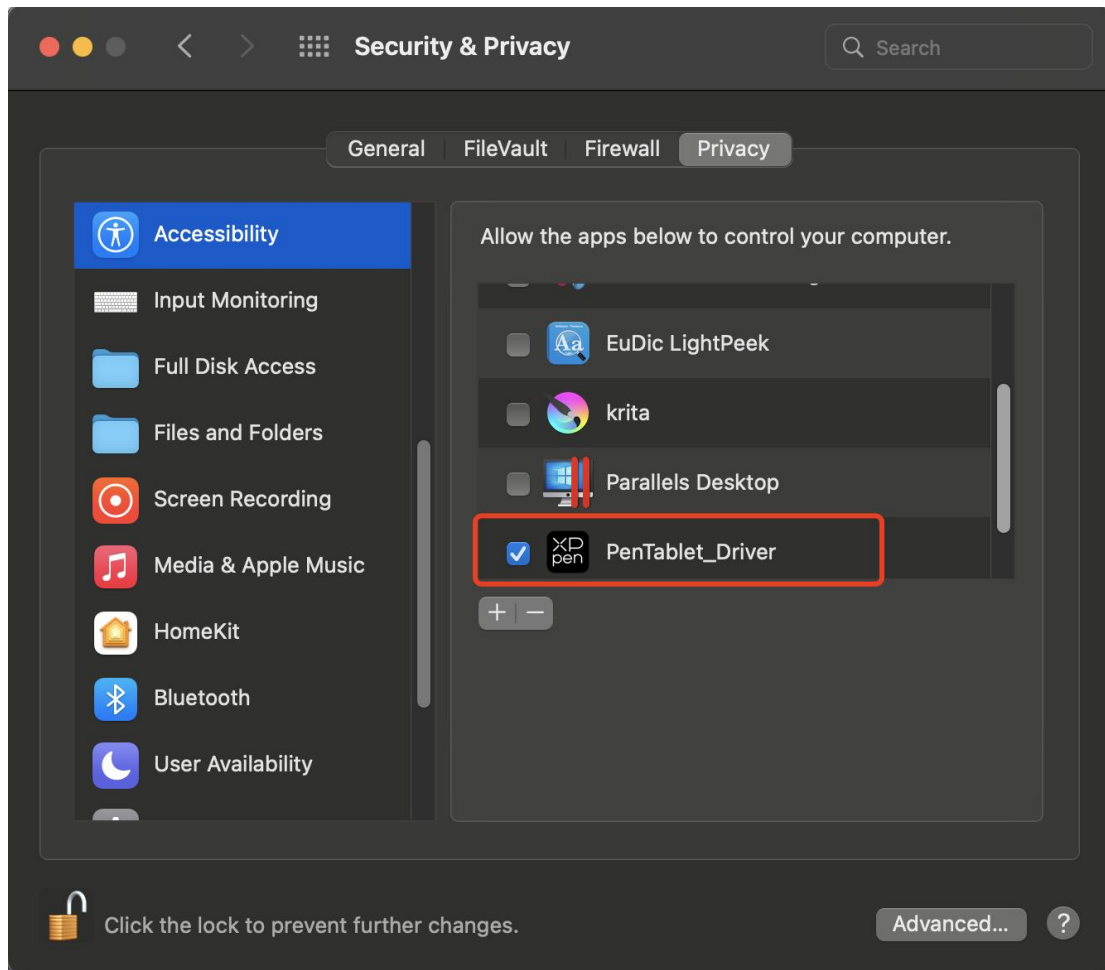 Security & Privacy
Search
General FileVault Firewall Privacy
Accessibility
Input Monitoring
Full Disk Access
Files and Folders
Screen Recording
Media & Apple Music
HomeKit
Bluetooth
User Availability
Allow the apps below to control your computer.
Aa
EuDic LightPeek
krita
Parallels Desktop
XP
pen
PenTablet_Driver
+ −
Click the lock to prevent further changes.
Advanced...
?